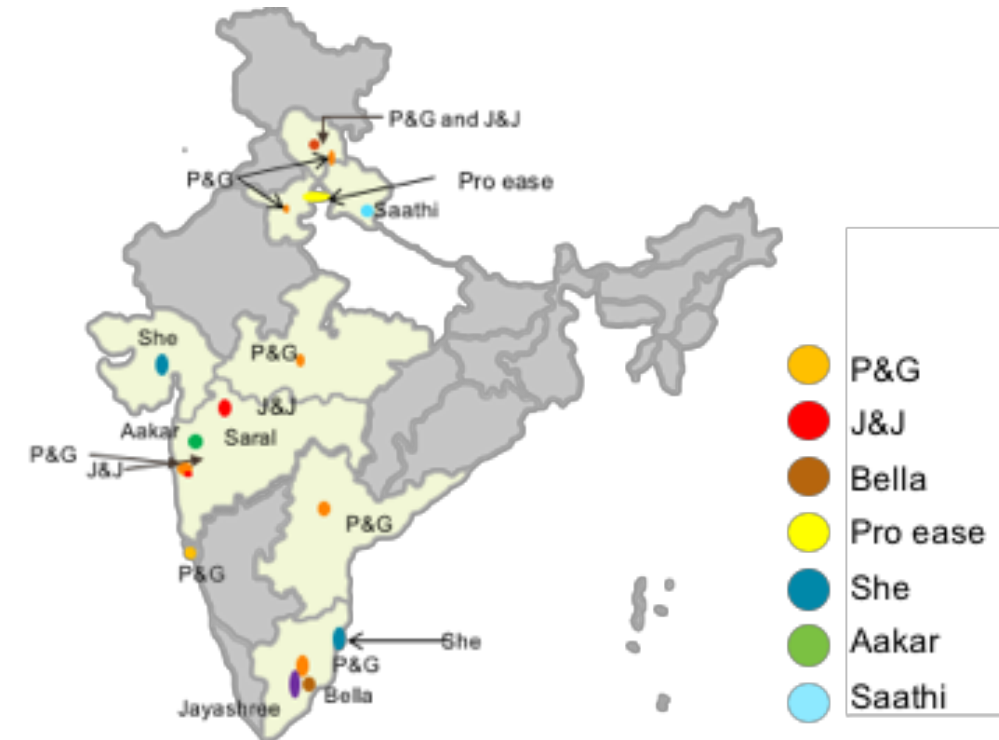 P&G and J&J
P&G
Pro ease
Saathi
She
P&G
J&J
Aakar
Saral
P&G
J&J
P&G
P&G
She
P&G
Bella
Jayashree
P&G
J&J
Bella
Pro ease
She
Aakar
Saathi